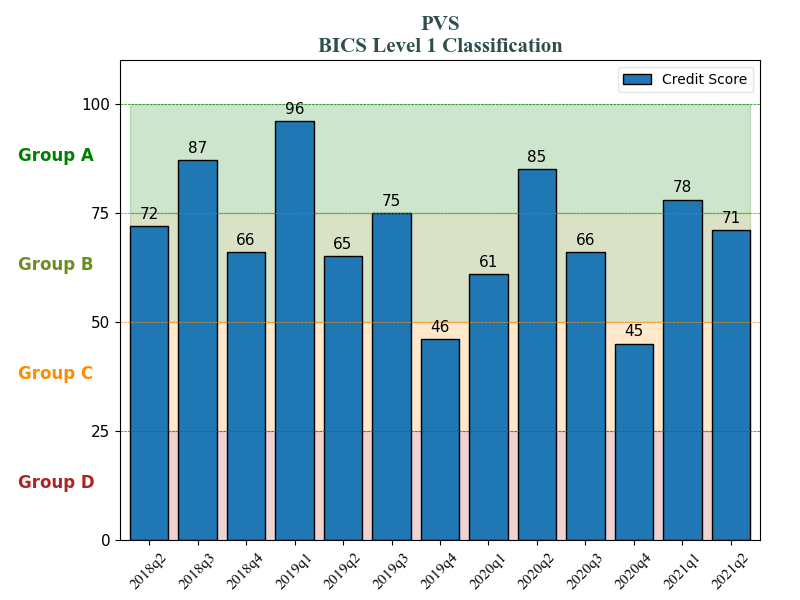 PVS
BICS Level 1 Classification
Credit Score
100
75
50
25
0
Group A
Group B
Group C
Group D
72
87
66
96
65
75
46
61
85
66
45
78
71
2018q2
2018q3
2018q4
2019q1
2019q2
2019q3
2019q4
2020q1
2020q2
2020q3
2020q4
2021q1
2021q2